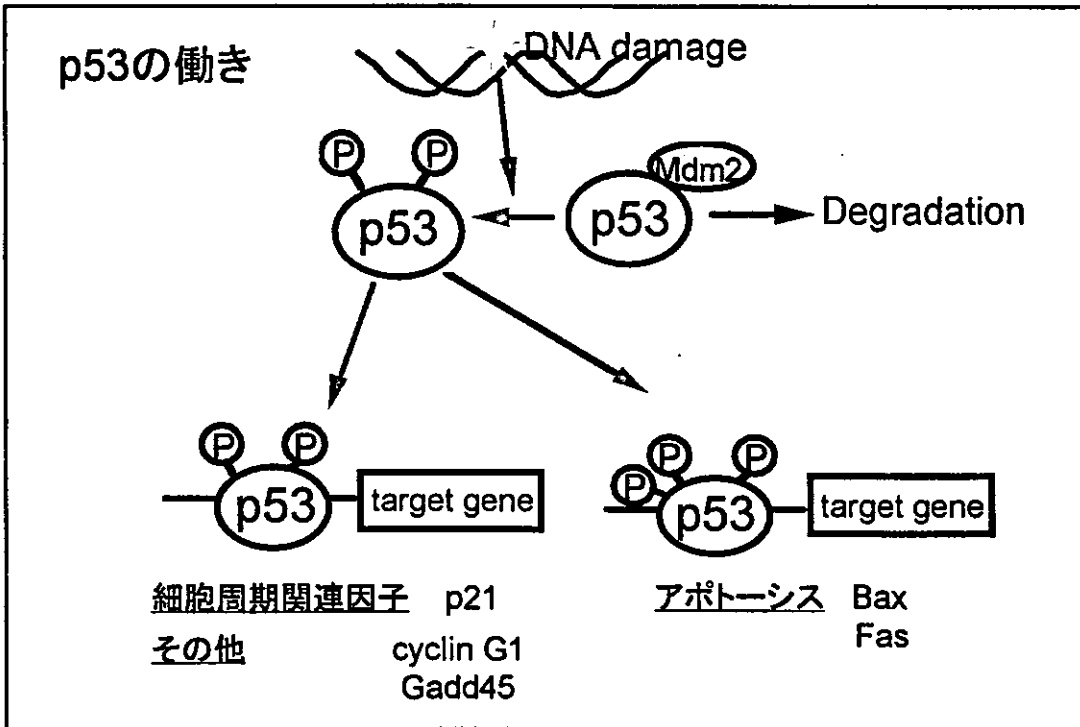 p53の働き
DNA damage
P P
Mdm2
p53 p53 Degradation
P P
p53 target gene
P P P
p53 target gene
細胞周期関連因子 p21
その他 cyclin G1
Gadd45
アポトーシス Bax
Fas